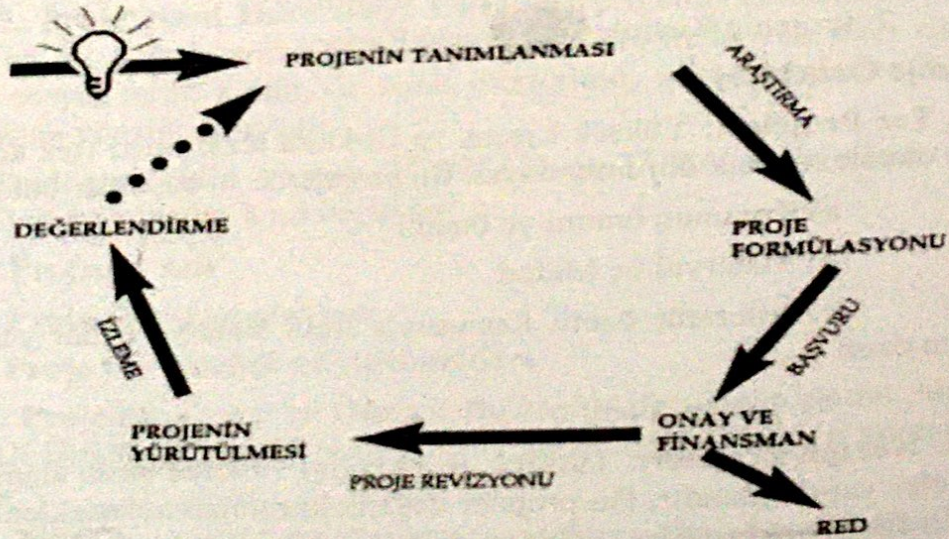 PROJENİN TANIMLANMASI
ARAŞTIRMA
PROJE
FORMÜLASYONU
BAŞVURU
ONAY VE
FİNANSMAN
RED
PROJE REVİZYONU
PROJENİN
YÜRÜTÜLMESİ
İZLEME
DEĞERLENDİRME